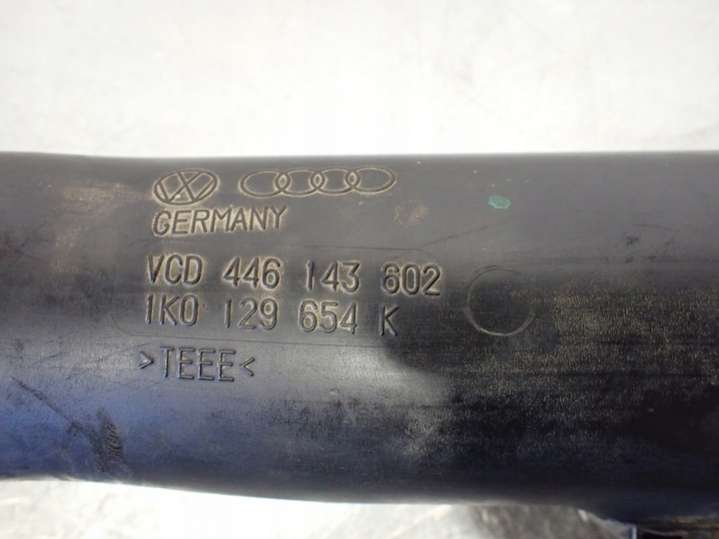 GERMANY
VCD 446 143 602
1K0 129 654 K
>TEEE<